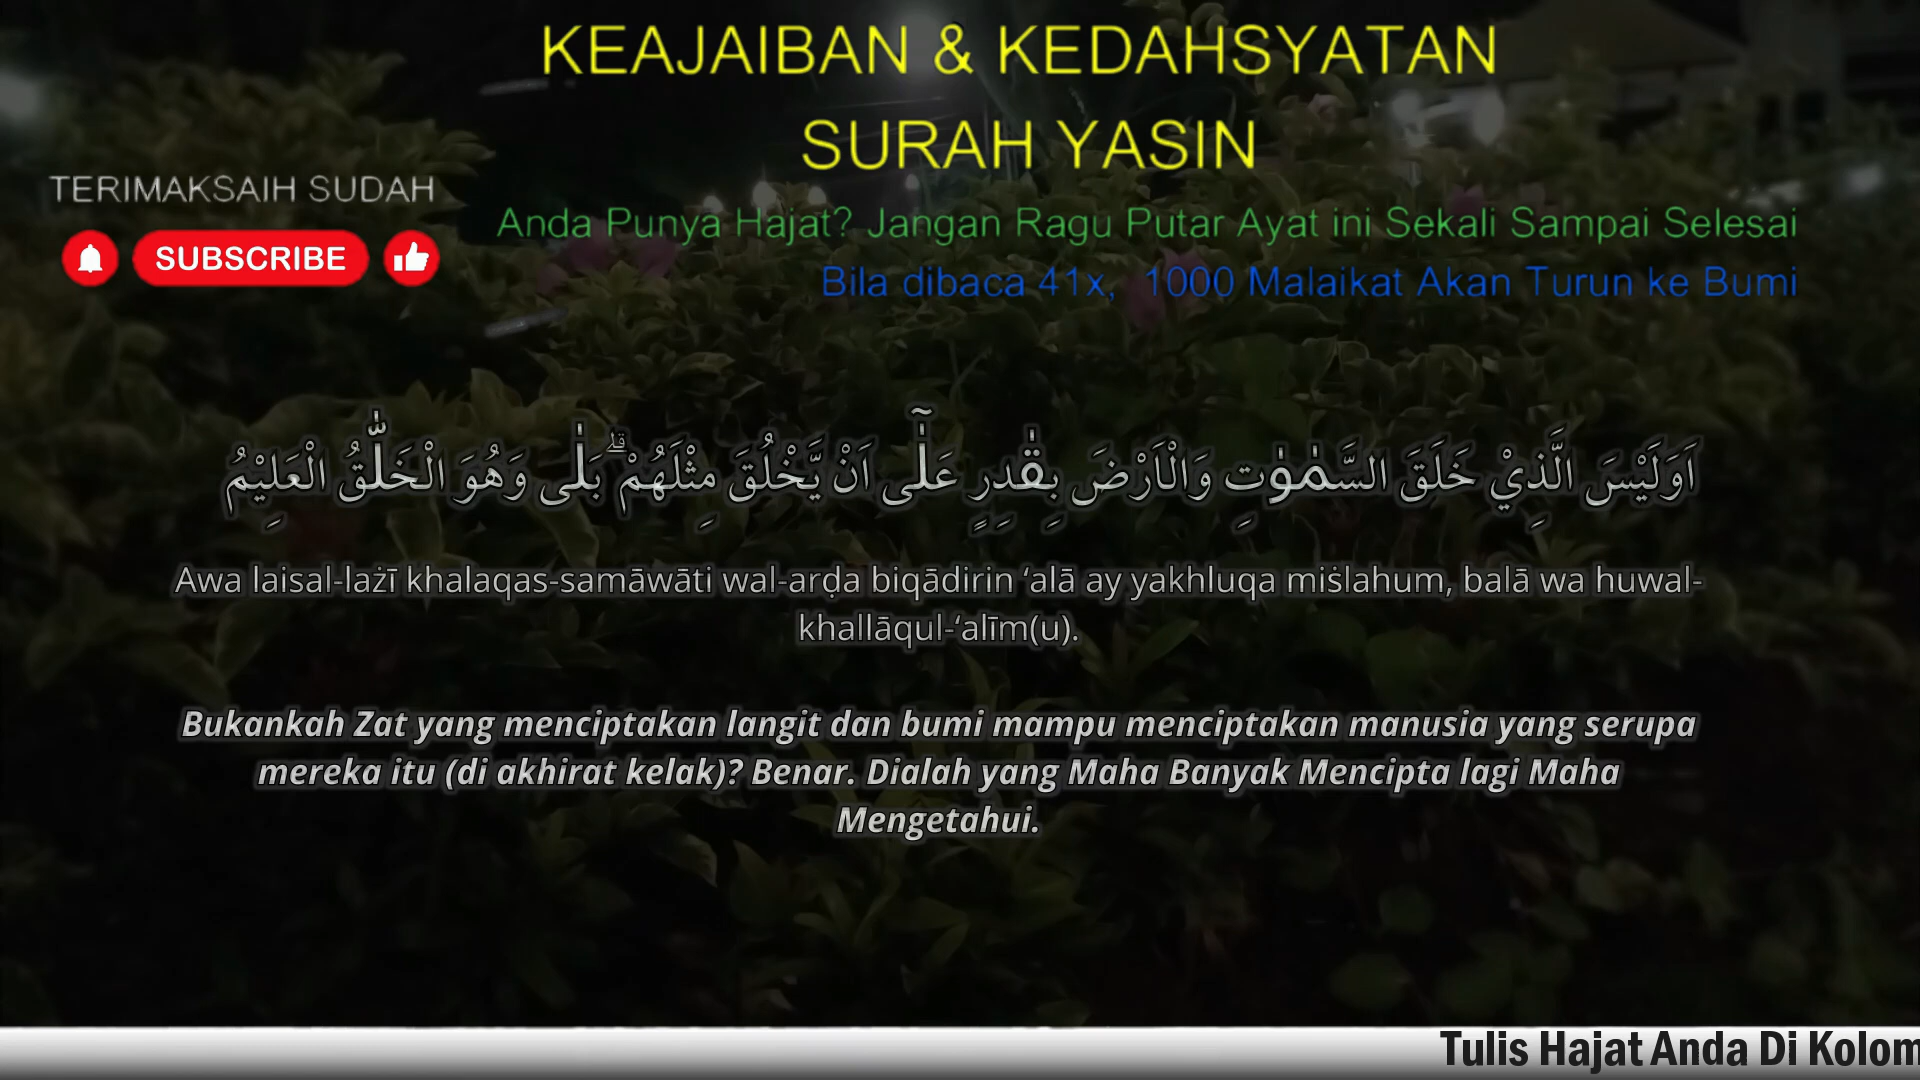 KEAJAIBAN & KEDAHSYATAN
SURAH YASIN
TERIMAKSAIH SUDAH
SUBSCRIBE
Anda Punya Hajat? Jangan Ragu Putar Ayat ini Sekali Sampai Selesai
Bila dibaca 41x, 1000 Malaikat Akan Turun ke Bumi
اَوَلَيْسَ الَّذِيْ خَلَقَ السَّمٰوٰتِ وَالْاَرْضَ بِقٰدِرٍ عَلٰٓى اَنْ يَّخْلُقَ مِثْلَهُمْ ۗبَلٰى وَهُوَ الْخَلّٰقُ الْعَلِيْمُ
Awa laisal-lażī khalaqas-samāwāti wal-arḍa biqādirin ‘alā ay yakhluqa miṡlahum, balā wa huwal-
khallāqul-‘alīm(u).
Bukankah Zat yang menciptakan langit dan bumi mampu menciptakan manusia yang serupa
mereka itu (di akhirat kelak)? Benar. Dialah yang Maha Banyak Mencipta lagi Maha
Mengetahui.
Tulis Hajat Anda Di Kolom